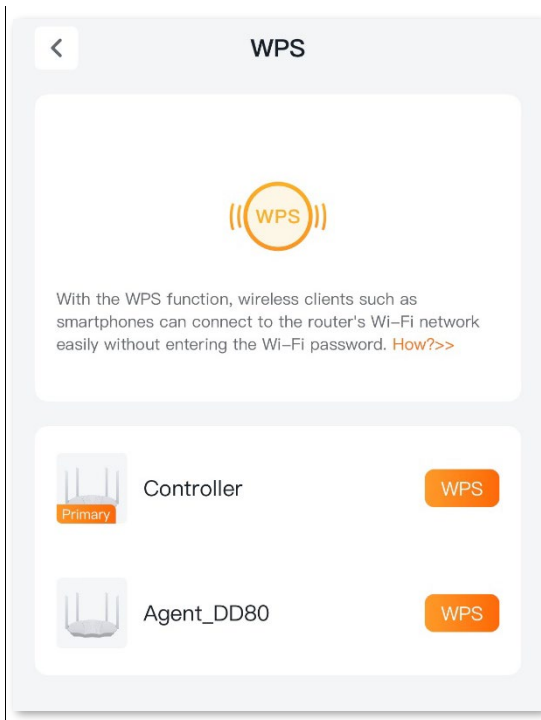 WPS
WPS
With the WPS function, wireless clients such as
smartphones can connect to the router's Wi-Fi network
easily without entering the Wi-Fi password. How?>>
Controller
WPS
Primary
Agent_DD80
WPS